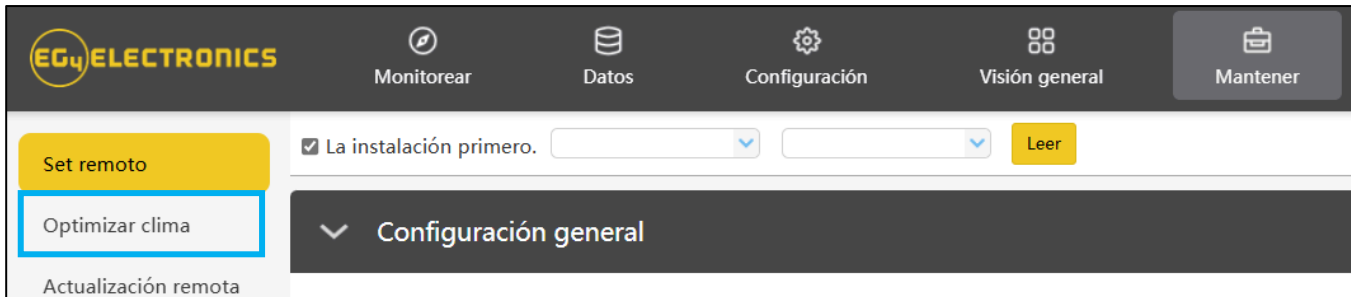 EG4 ELECTRONICS
Monitorear
Datos
Configuración
Visión general
Mantener
Set remoto
Optimizar clima
Actualización remota
La instalación primero.
Leer
Configuración general